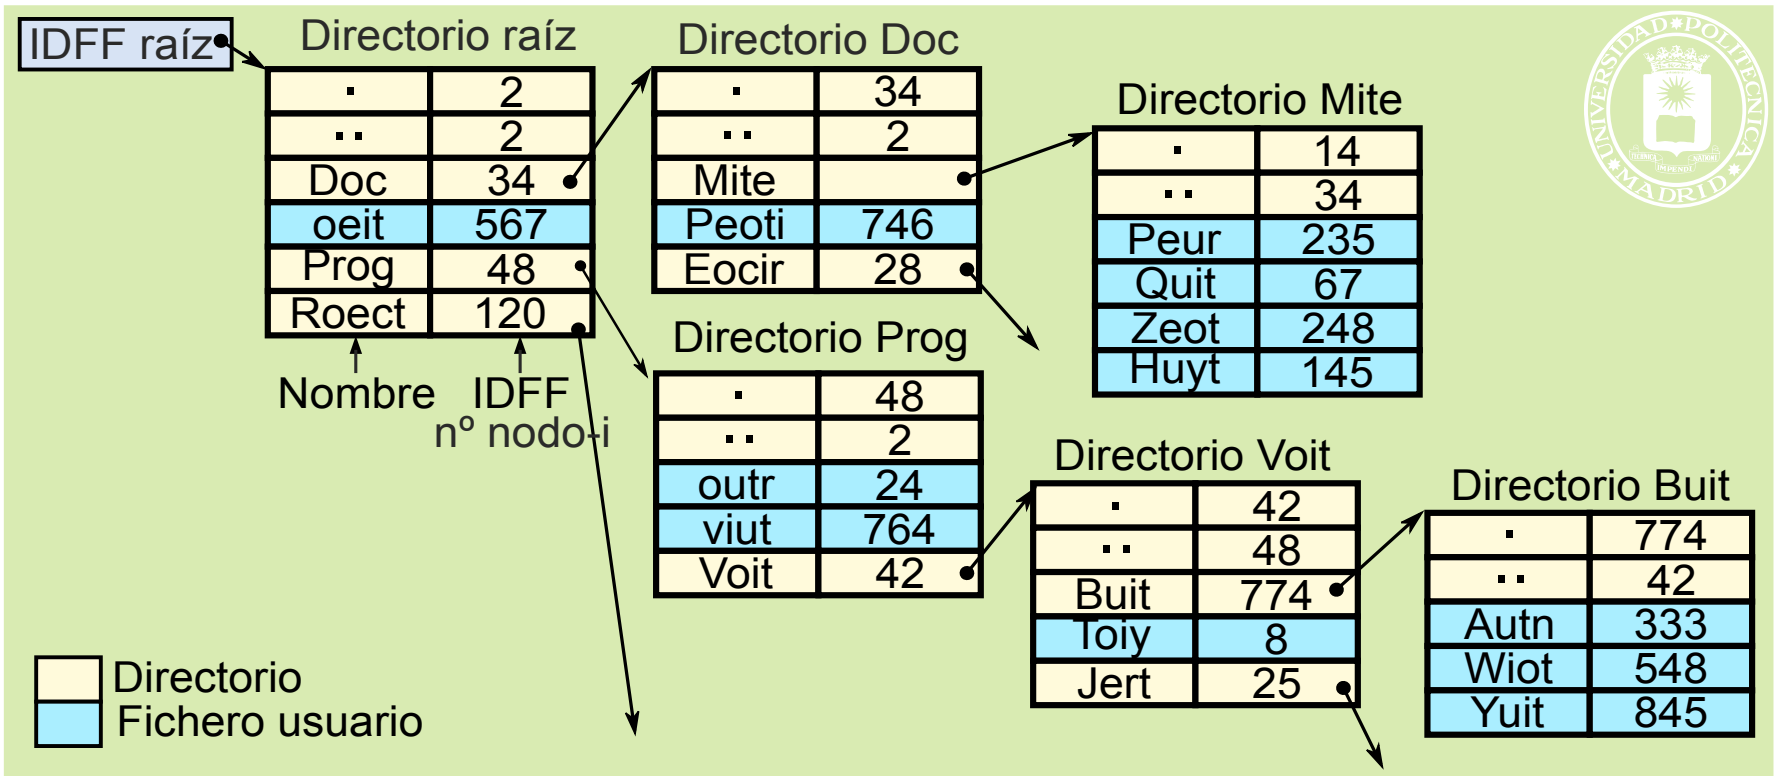 IDFF raíz
Directorio raíz
. 2
.. 2
Doc 34
oeit 567
Prog 48
Roect 120
Nombre IDFF
nº nodo-i
Directorio Doc
. 34
.. 2
Mite
Peoti 746
Eocir 28
Directorio Mite
. 14
.. 34
Peur 235
Quit 67
Zeot 248
Huyt 145
Directorio Prog
. 48
.. 2
outr 24
viut 764
Voit 42
Directorio Voit
. 42
.. 48
Buit 774
Toiy 8
Jert 25
Directorio Buit
. 774
.. 42
Autn 333
Wiot 548
Yuit 845
Directorio
Fichero usuario
UNIVERSIDAD POLITECNICA
MADRID